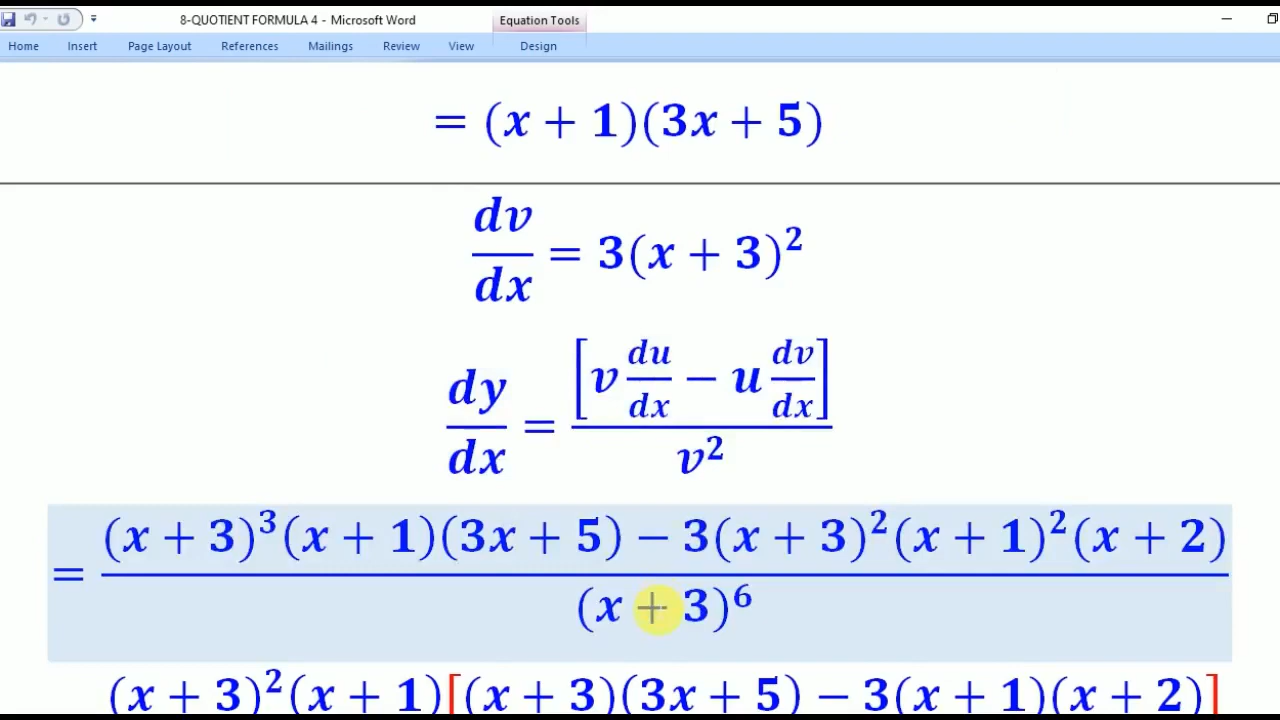 8-QUOTIENT FORMULA 4 - Microsoft Word
Equation Tools
Home Insert Page Layout References Mailings Review View Design
= (x + 1)(3x + 5)
dv/dx = 3(x + 3)²
dy/dx = [v du/dx − u dv/dx] / v²
= (x + 3)³(x + 1)(3x + 5) − 3(x + 3)²(x + 1)²(x + 2) / (x + 3)⁶
(x + 3)²(x + 1)[(x + 3)(3x + 5) − 3(x + 1)(x + 2)]